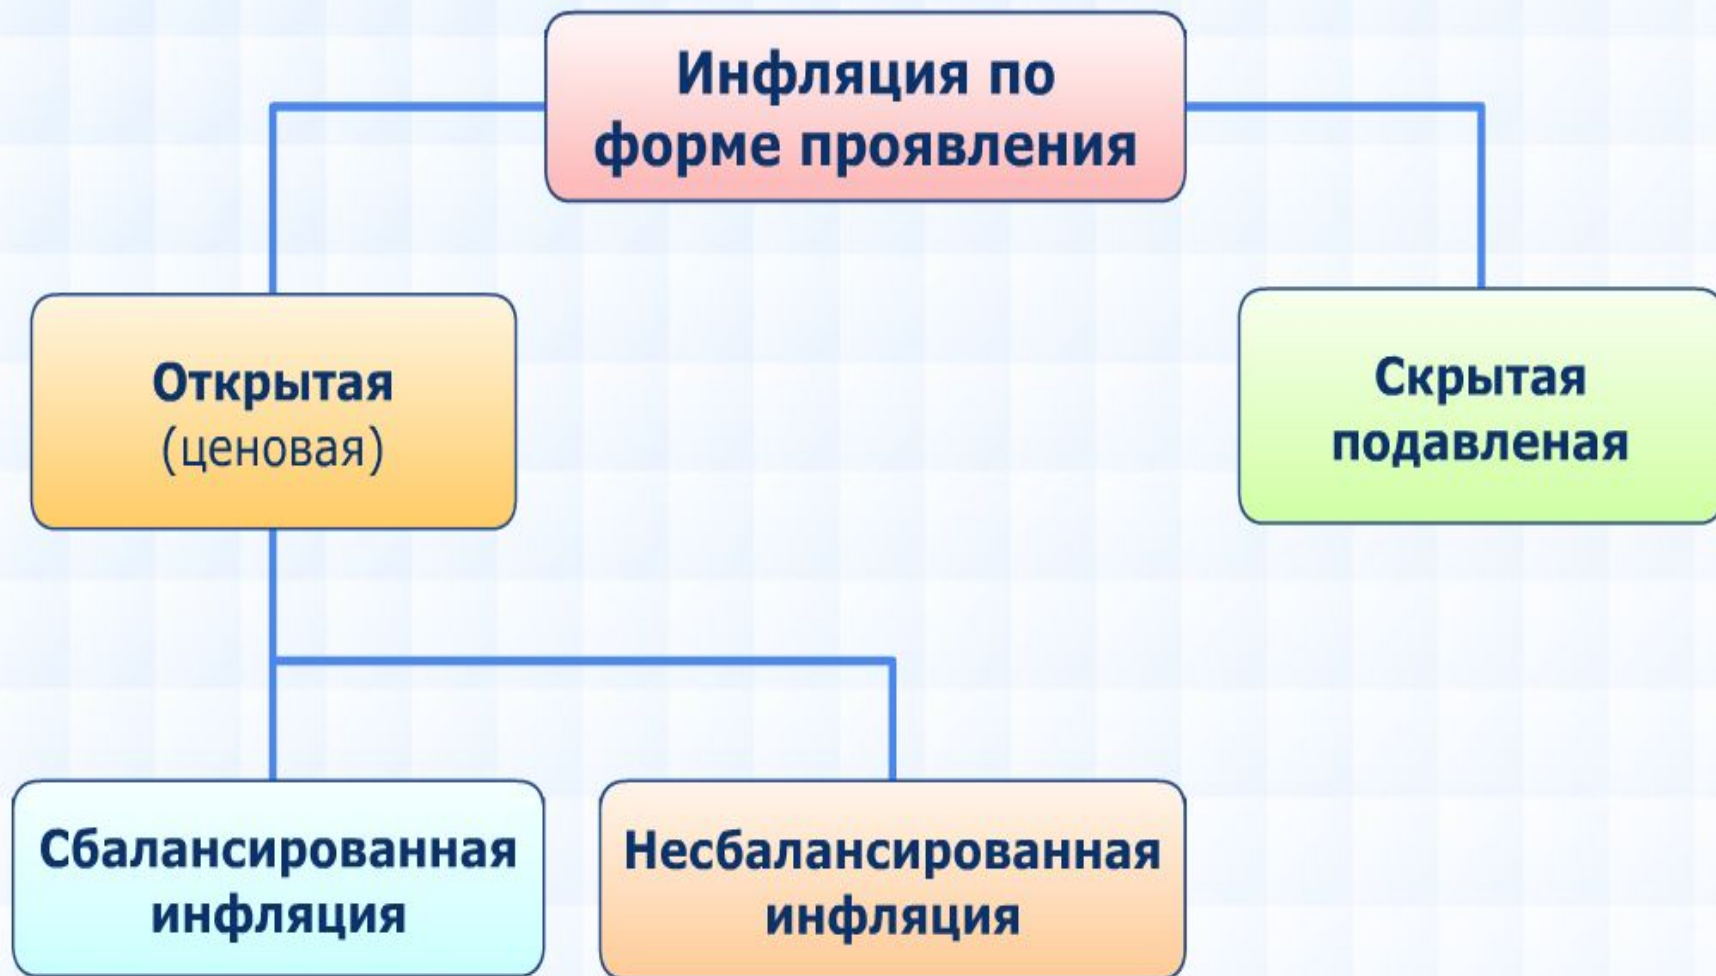 Инфляция по
форме проявления
Открытая
(ценовая)
Скрытая
подавленая
Сбалансированная
инфляция
Несбалансированная
инфляция